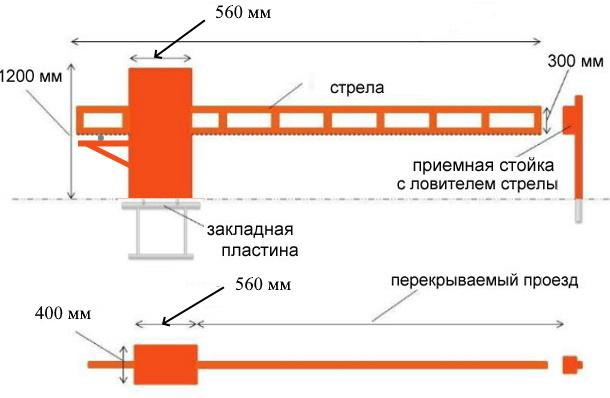 560 мм
1200 мм
300 мм
стрела
приемная стойка
с ловителем стрелы
закладная
пластина
560 мм
перекрываемый проезд
400 мм